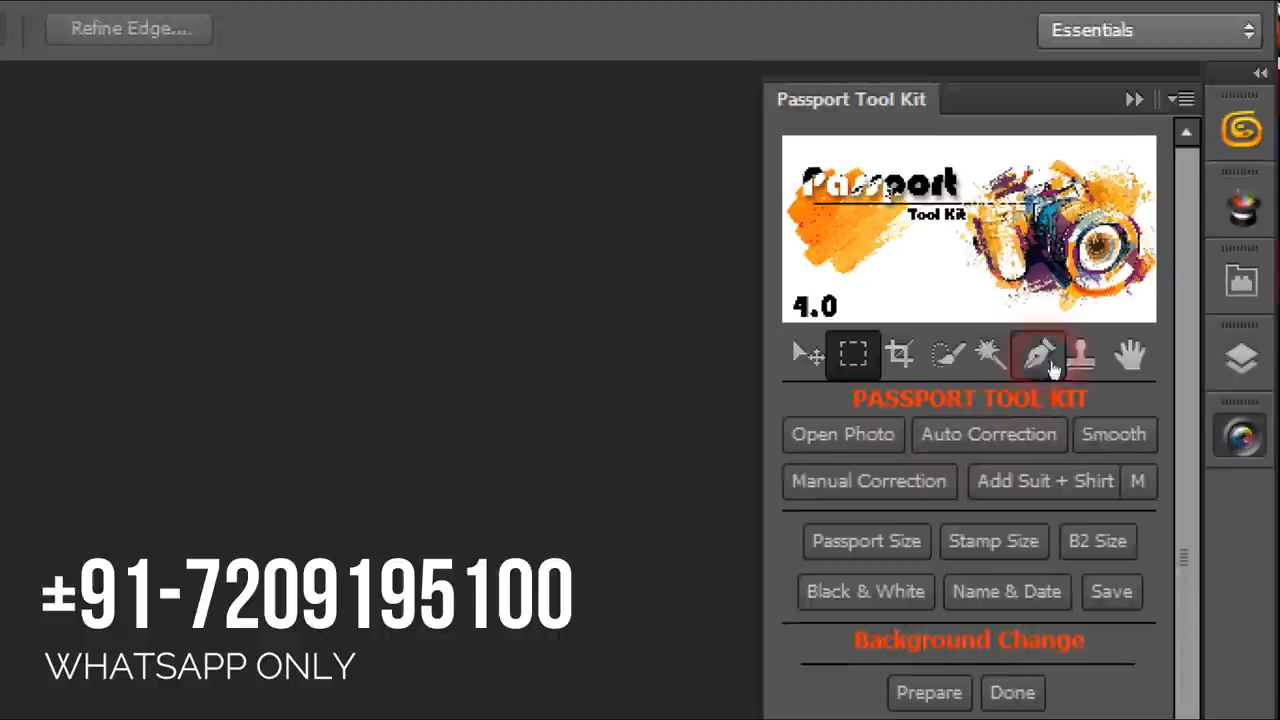 Refine Edge....
Essentials
Passport Tool Kit
Passport
Tool Kit
4.0
PASSPORT TOOL KIT
Open Photo Auto Correction Smooth
Manual Correction Add Suit + Shirt M
Passport Size Stamp Size B2 Size
Black & White Name & Date Save
Background Change
Prepare Done
±91-7209195100
WHATSAPP ONLY